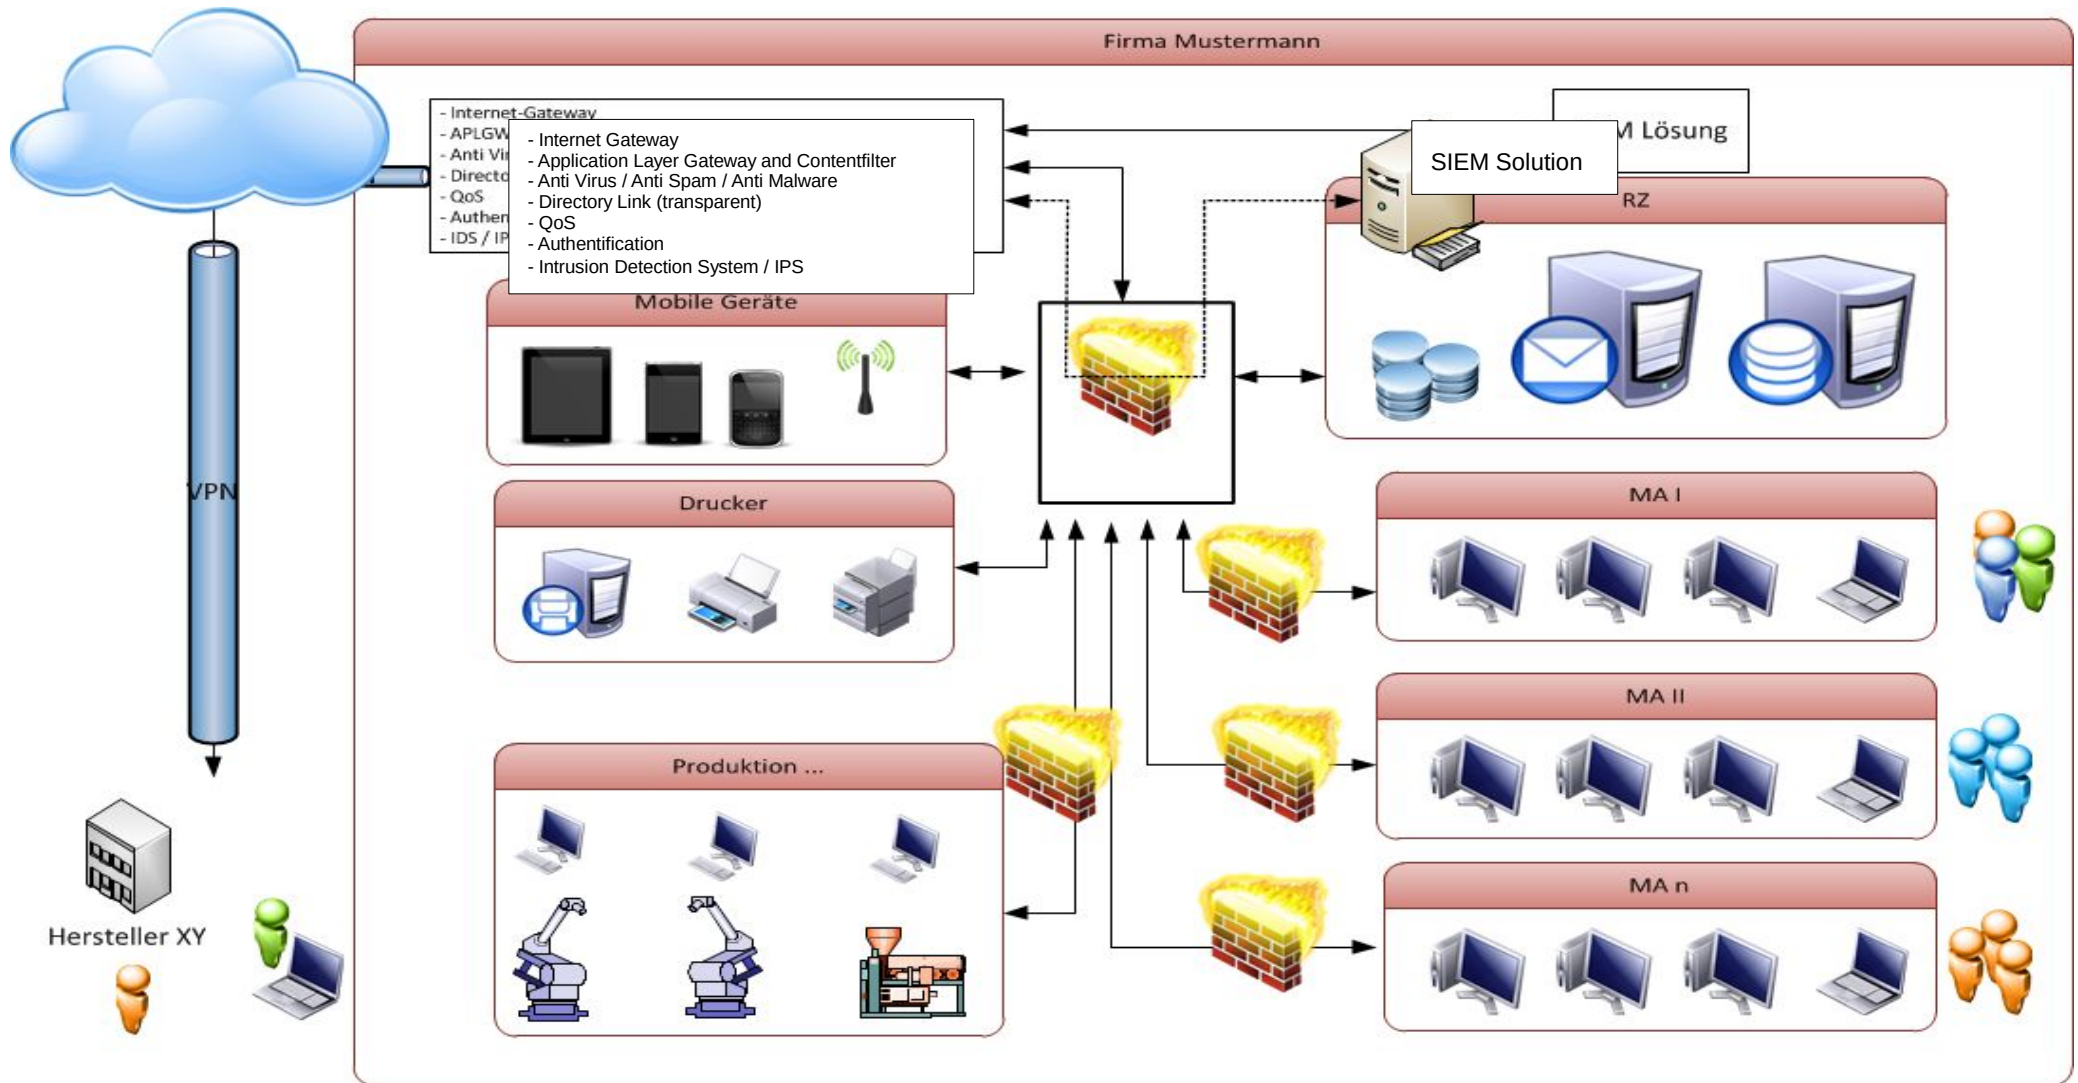 Firma Mustermann
- Internet-Gateway
- APLGW
- Anti Vi
- Directo
- QoS
- Authen
- IDS / IP
- Internet Gateway
- Application Layer Gateway and Contentfilter
- Anti Virus / Anti Spam / Anti Malware
- Directory Link (transparent)
- QoS
- Authentification
- Intrusion Detection System / IPS
M Lösung
SIEM Solution
RZ
Mobile Geräte
VPN
Drucker
MA I
MA II
Produktion ...
MA n
Hersteller XY